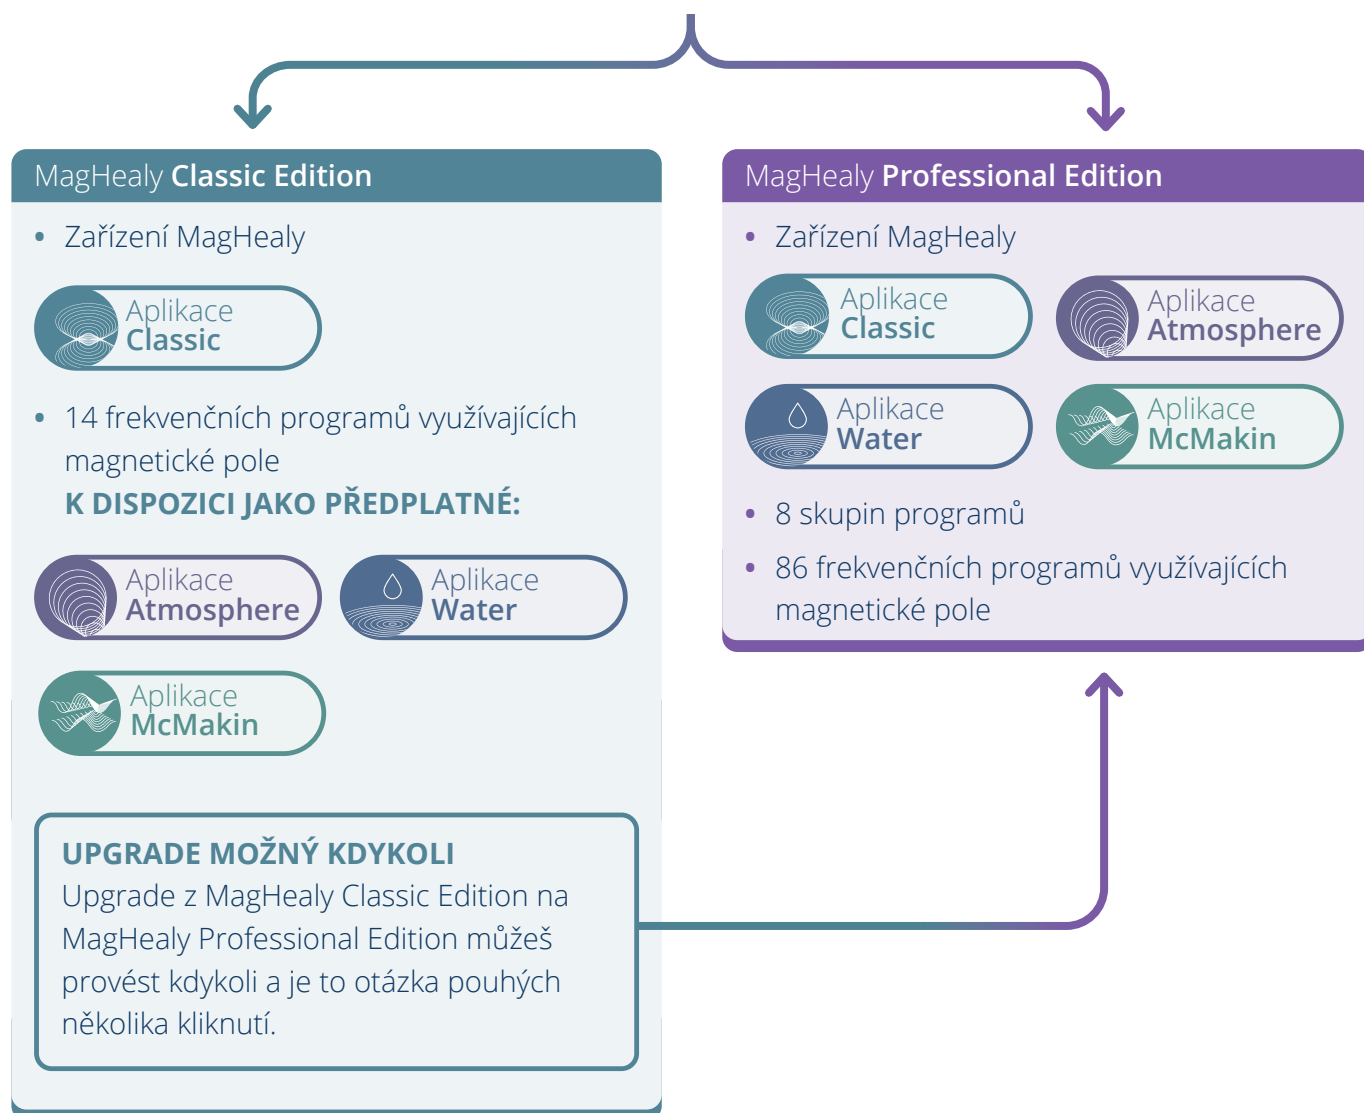 MagHealy Classic Edition
• Zařízení MagHealy
Aplikace
Classic
• 14 frekvenčních programů využívajících
magnetické pole
K DISPOZICI JAKO PŘEDPLATNÉ:
Aplikace
Atmosphere
Aplikace
Water
Aplikace
McMakin
UPGRADE MOŽNÝ KDYKOLI
Upgrade z MagHealy Classic Edition na
MagHealy Professional Edition můžeš
provést kdykoli a je to otázka pouhých
několika kliknutí.
MagHealy Professional Edition
• Zařízení MagHealy
Aplikace
Classic
Aplikace
Atmosphere
Aplikace
Water
Aplikace
McMakin
• 8 skupin programů
• 86 frekvenčních programů využívajících
magnetické pole